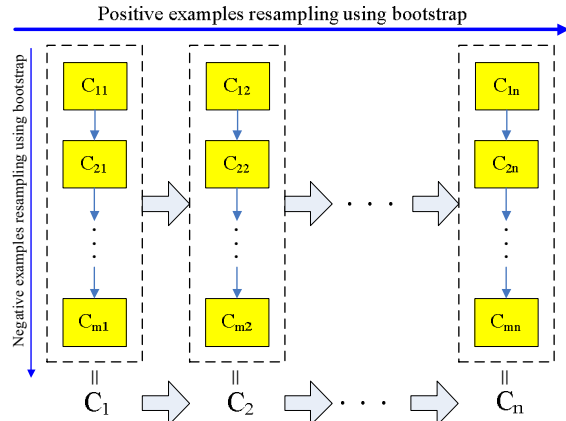 Positive examples resampling using bootstrap
Negative examples resampling using bootstrap
C11 C12 C1n
C21 C22 C2n
. . .
Cm1 Cm2 Cmn
= = =
C1 C2 . . . Cn